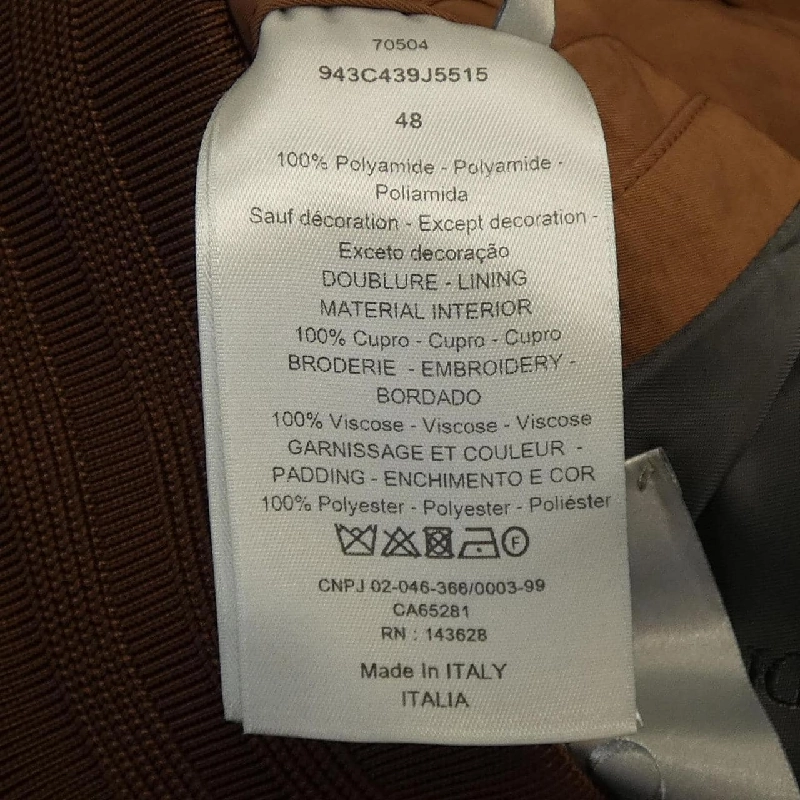 70504
943C439J5515
48
100% Polyamide - Polyamide -
Poliamida
Sauf décoration - Except decoration -
Exceto decoração
DOUBLURE - LINING
MATERIAL INTERIOR
100% Cupro - Cupro - Cupro
BRODERIE - EMBROIDERY -
BORDADO
100% Viscose - Viscose - Viscose
GARNISSAGE ET COULEUR -
PADDING - ENCHIMENTO E COR
100% Polyester - Polyester - Poliéster
F
CNPJ 02-046-366/0003-99
CA65281
RN : 143628
Made In ITALY
ITALIA